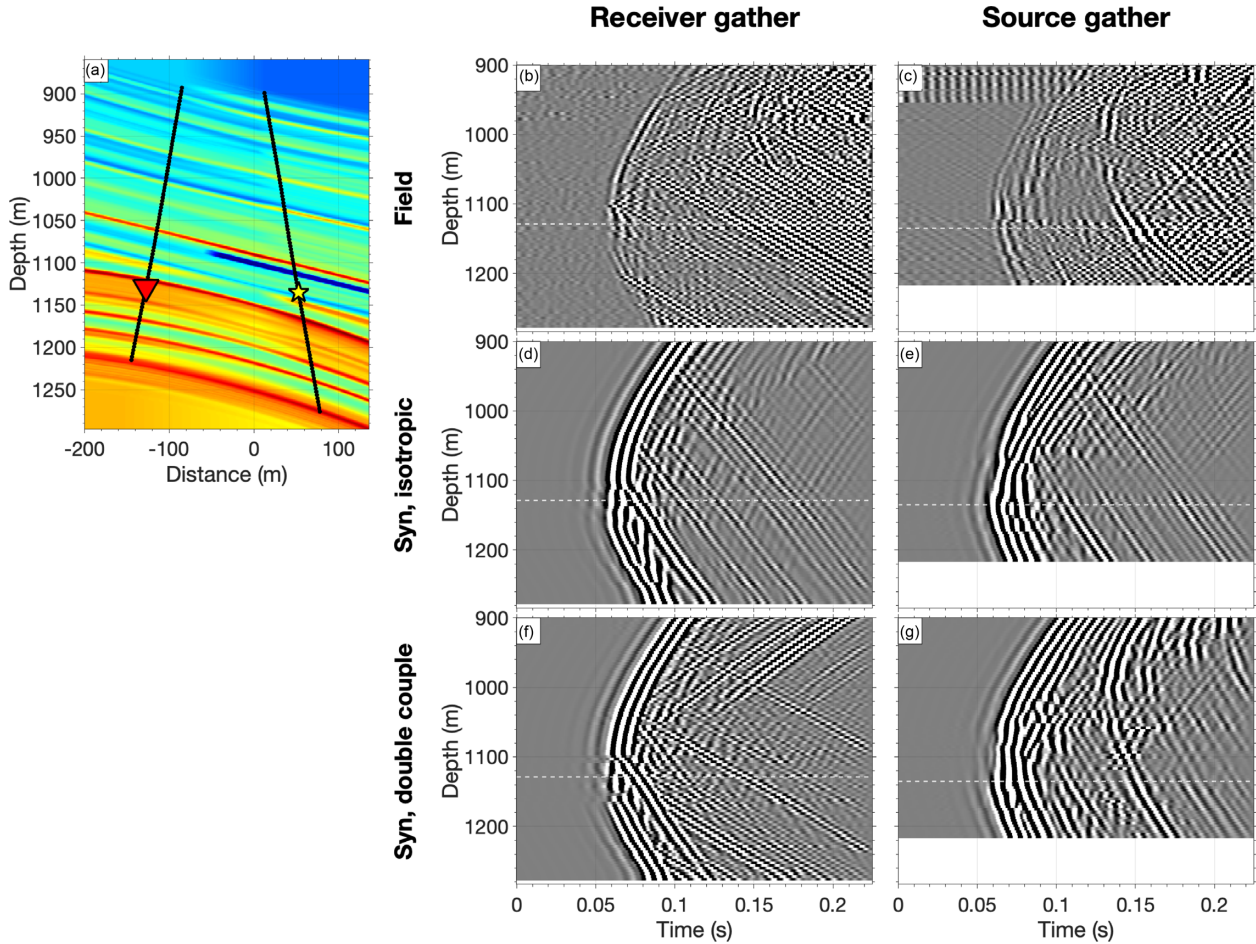 Receiver gather
Source gather
(a)
900
950
1000
1050
1100
1150
1200
1250
Depth (m)
-200
-100
0
100
Distance (m)
Field
(b)
900
1000
1100
1200
Depth (m)
(c)
Syn, isotropic
(d)
900
1000
1100
1200
Depth (m)
(e)
Syn, double couple
(f)
900
1000
1100
1200
Depth (m)
0
0.05
0.1
0.15
0.2
Time (s)
(g)
0
0.05
0.1
0.15
0.2
Time (s)